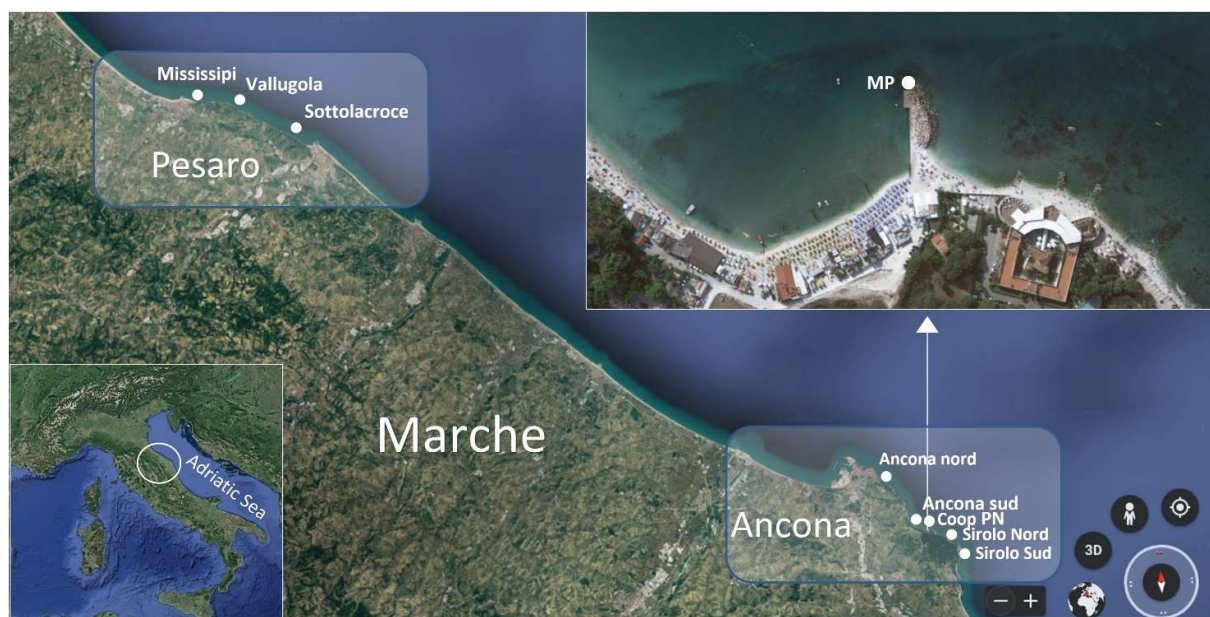 Mississipi
Vallugola
Sottolacroce
Pesaro
MP
Marche
Adriatic Sea
Ancona nord
Ancona sud
Coop PN
Sirolo Nord
Sirolo Sud
Ancona
3D